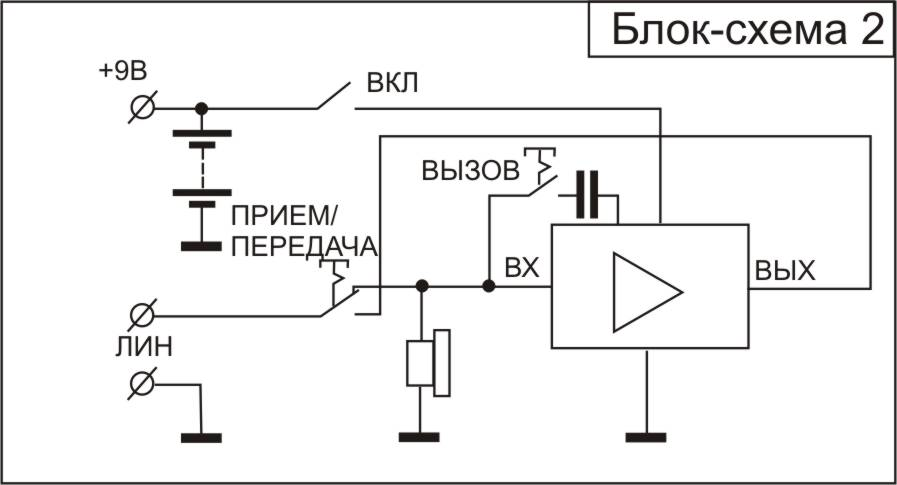 Блок-схема 2
+9В
ВКЛ
ВЫЗОВ
ПРИЕМ/
ПЕРЕДАЧА
ВХ
ВЫХ
ЛИН